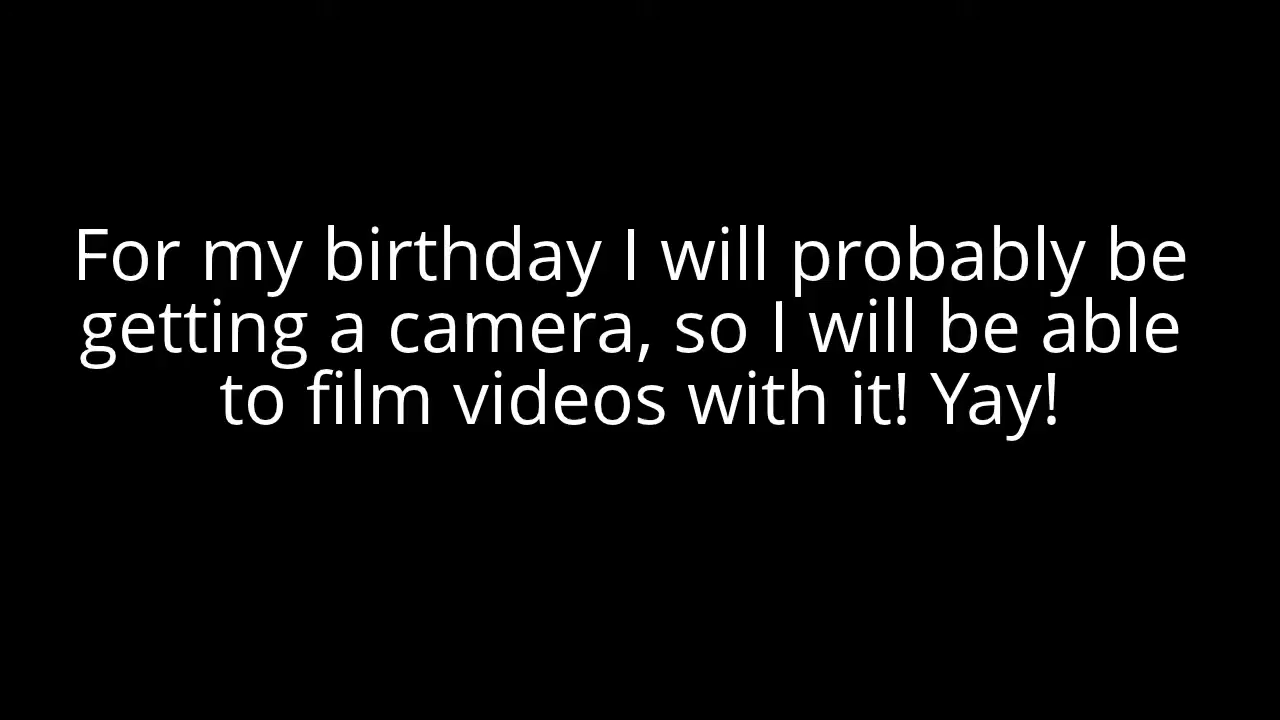 For my birthday I will probably be
getting a camera, so I will be able
to film videos with it! Yay!